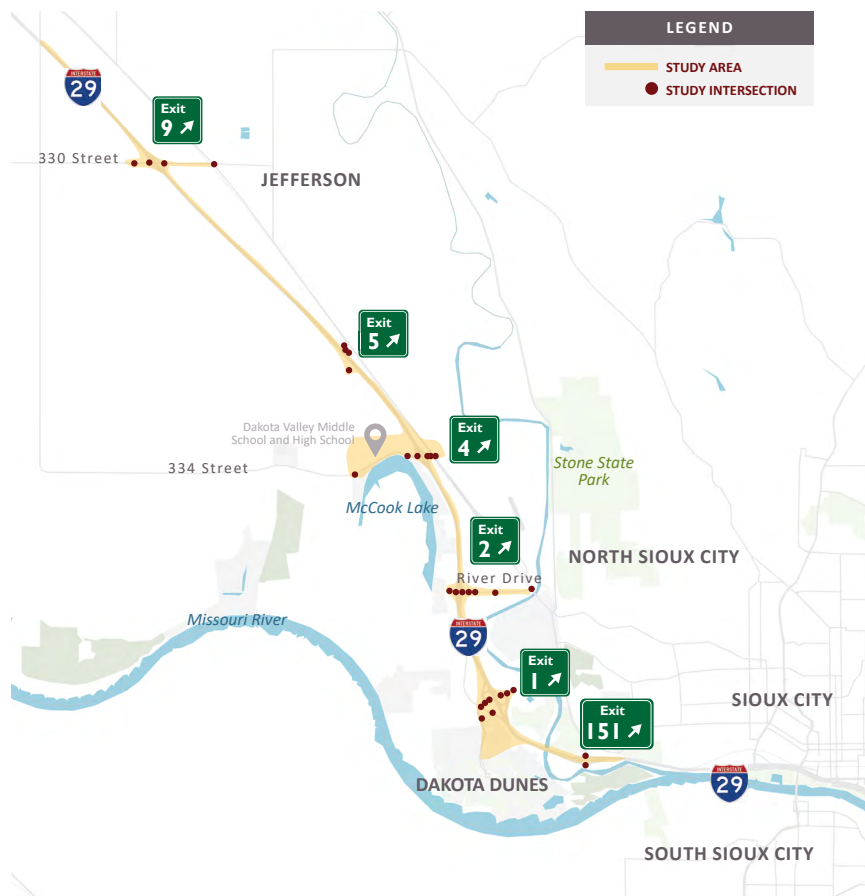 LEGEND
STUDY AREA
STUDY INTERSECTION
INTERSTATE
29
Exit
9
330 Street
JEFFERSON
Exit
5
Dakota Valley Middle
School and High School
Exit
4
334 Street
Stone State
Park
McCook Lake
Exit
2
NORTH SIOUX CITY
River Drive
Missouri River
INTERSTATE
29
Exit
1
SIOUX CITY
Exit
151
DAKOTA DUNES
INTERSTATE
29
SOUTH SIOUX CITY